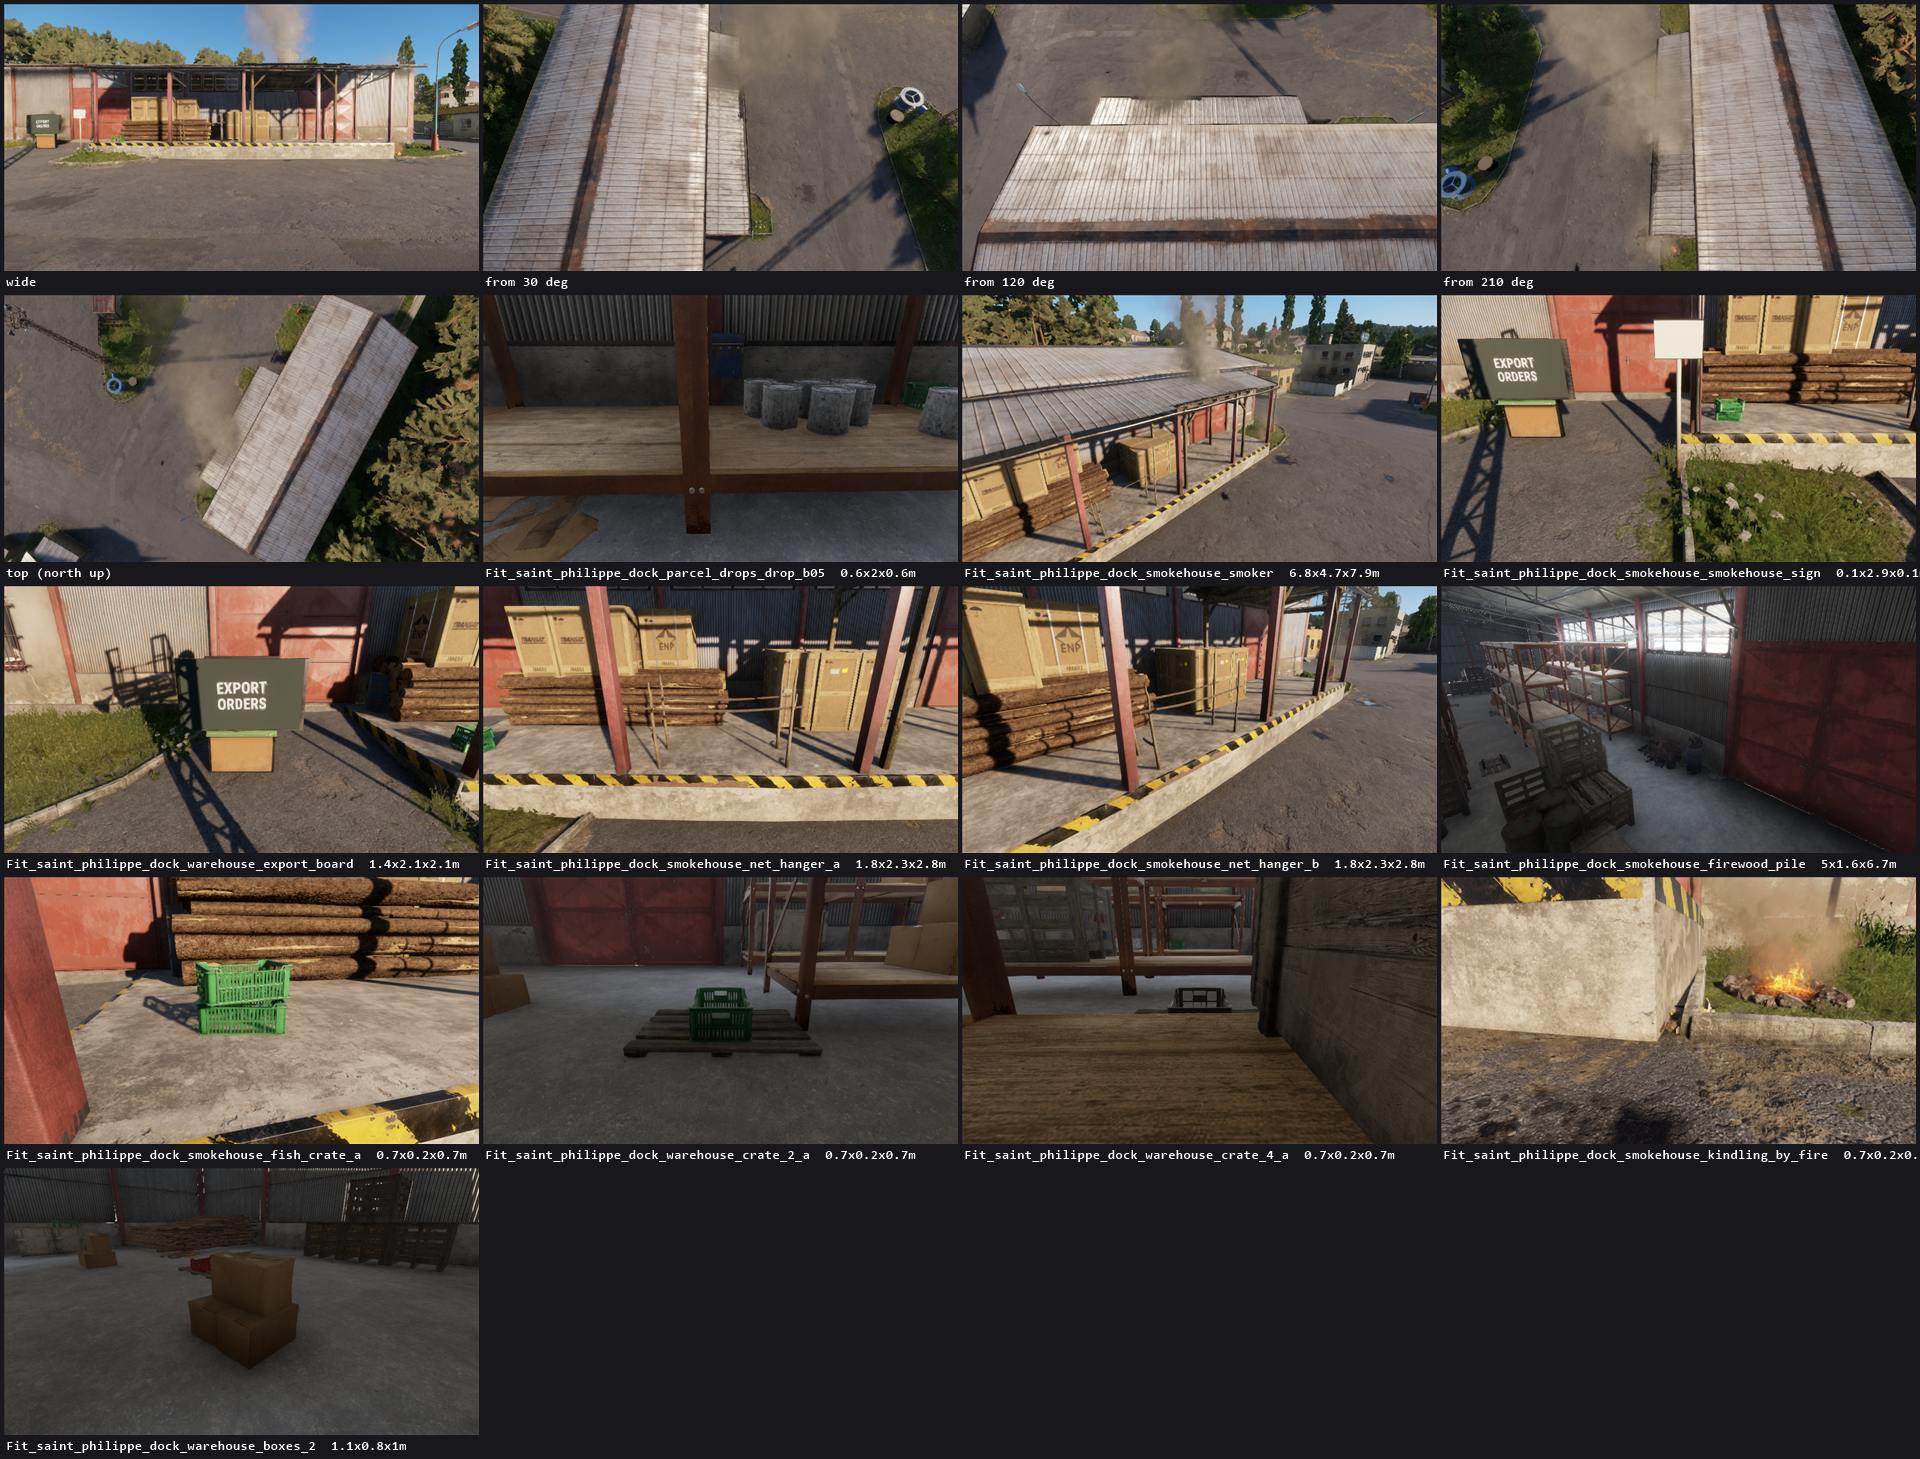 EXPORT
ORDERS
wide
from 30 deg
from 120 deg
from 210 deg
top (north up)
Fit_saint_philippe_dock_parcel_drops_drop_b05 0.6x2x0.6m
Fit_saint_philippe_dock_smokehouse_smoker 6.8x4.7x7.9m
EXPORT
ORDERS
ENP
Fit_saint_philippe_dock_smokehouse_smokehouse_sign 0.1x2.9x0.1
EXPORT
ORDERS
Fit_saint_philippe_dock_warehouse_export_board 1.4x2.1x2.1m
ENP
Fit_saint_philippe_dock_smokehouse_net_hanger_a 1.8x2.3x2.8m
ENP
Fit_saint_philippe_dock_smokehouse_net_hanger_b 1.8x2.3x2.8m
Fit_saint_philippe_dock_smokehouse_firewood_pile 5x1.6x6.7m
Fit_saint_philippe_dock_smokehouse_fish_crate_a 0.7x0.2x0.7m
Fit_saint_philippe_dock_warehouse_crate_2_a 0.7x0.2x0.7m
Fit_saint_philippe_dock_warehouse_crate_4_a 0.7x0.2x0.7m
Fit_saint_philippe_dock_smokehouse_kindling_by_fire 0.7x0.2x0.
Fit_saint_philippe_dock_warehouse_boxes_2 1.1x0.8x1m